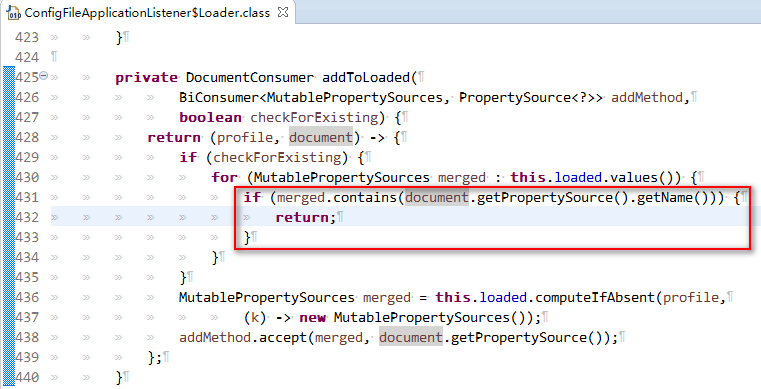 ConfigFileApplicationListener$Loader.class
423 }
424
425 private DocumentConsumer addToLoaded(
426 BiConsumer<MutablePropertySources, PropertySource<?>> addMethod,
427 boolean checkForExisting) {
428 return (profile, document) -> {
429 if (checkForExisting) {
430 for (MutablePropertySources merged : this.loaded.values()) {
431 if (merged.contains(document.getPropertySource().getName())) {
432 return;
433 }
434 }
435 }
436 MutablePropertySources merged = this.loaded.computeIfAbsent(profile,
437 (k) -> new MutablePropertySources());
438 addMethod.accept(merged, document.getPropertySource());
439 };
440 }